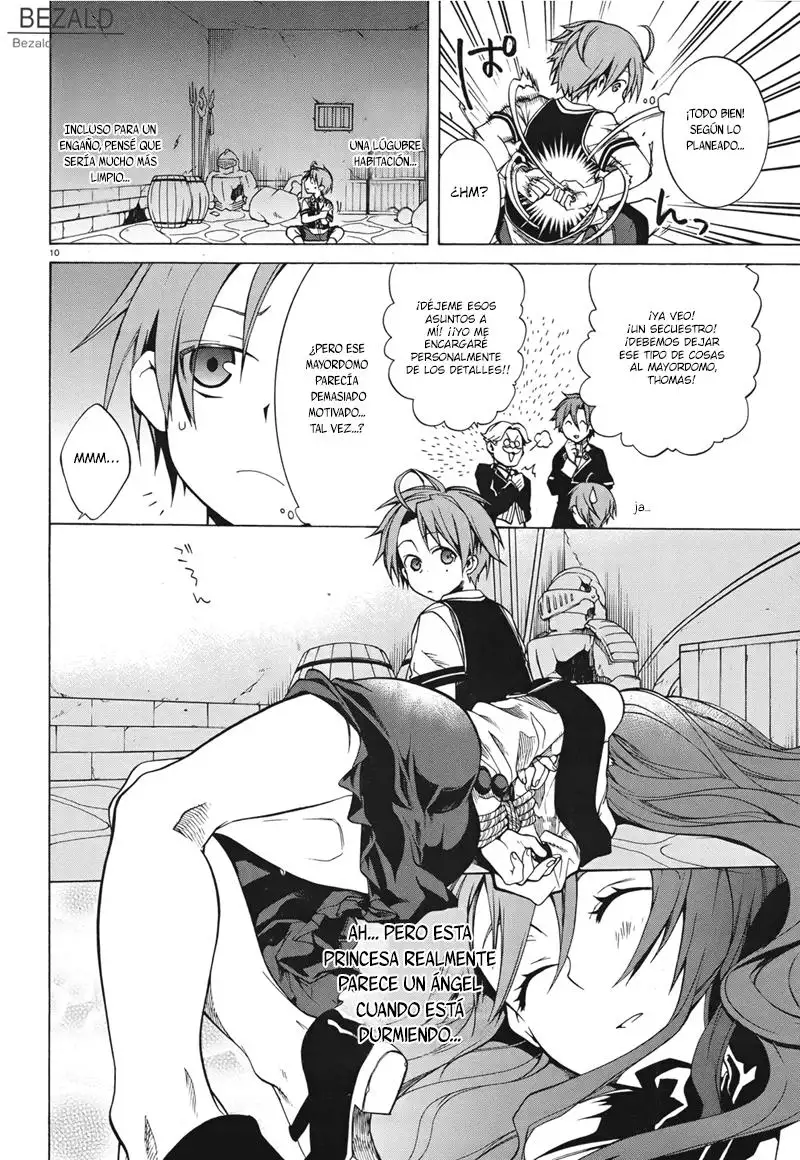 BEZALD
Bezald
ぱ
¡TODO BIEN!
SEGÚN LO
PLANEADO...
¿HM?
んっ
UNA LÚGUBRE
HABITACIÓN...
INCLUSO PARA UN
ENGAÑO, PENSÉ QUE
SERÍA MUCHO MÁS
LIMPIO...
10
¡YA VEO!
¡UN SECUESTRO!
¡DEBEMOS DEJAR
ESE TIPO DE COSAS
AL MAYORDOMO,
THOMAS!
¡DÉJEME ESOS
ASUNTOS A
MÍ! ¡¡YO ME
ENCARGARÉ
PERSONALMENTE
DE LOS DETALLES!!
ja...
¿PERO ESE
MAYORDOMO
PARECÍA
DEMASIADO
MOTIVADO...
TAL VEZ...?
MMM...
AH... PERO ESTA
PRINCESA REALMENTE
PARECE UN ÁNGEL
CUANDO ESTÁ
DURMIENDO...